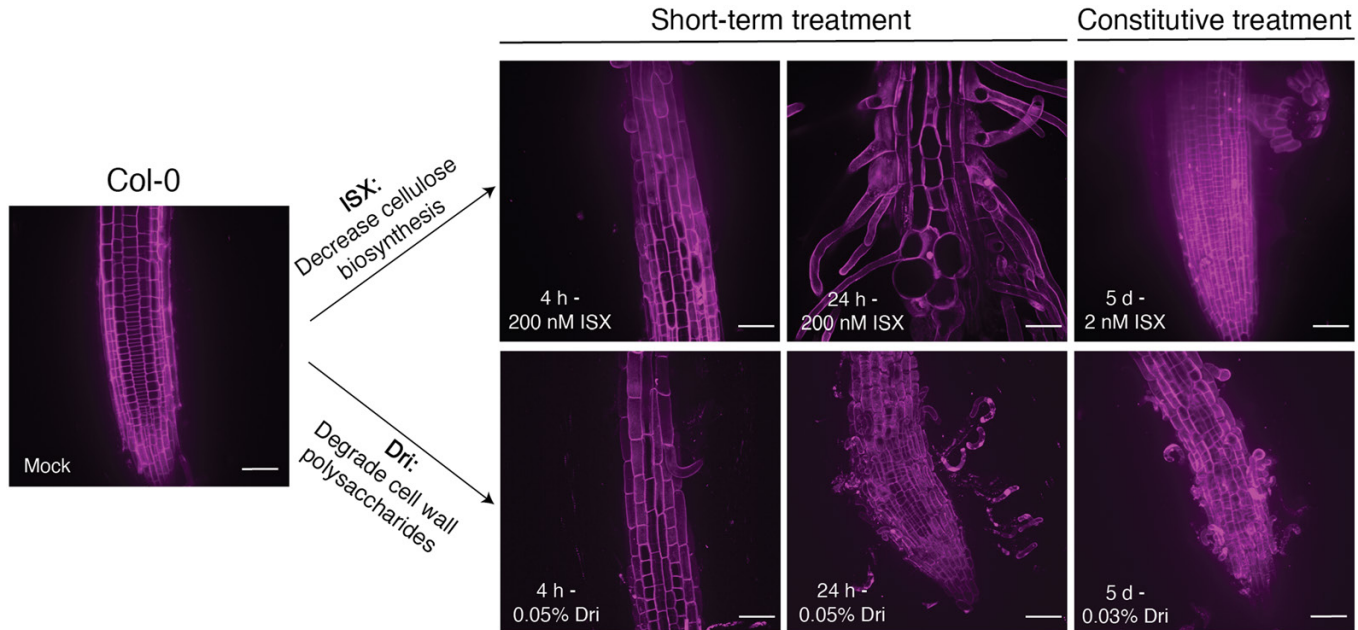 Short-term treatment
Constitutive treatment
Col-0
Mock
ISX:
Decrease cellulose
biosynthesis
Dri:
Degrade cell wall
polysaccharides
4 h -
200 nM ISX
24 h -
200 nM ISX
5 d -
2 nM ISX
4 h -
0.05% Dri
24 h -
0.05% Dri
5 d -
0.03% Dri